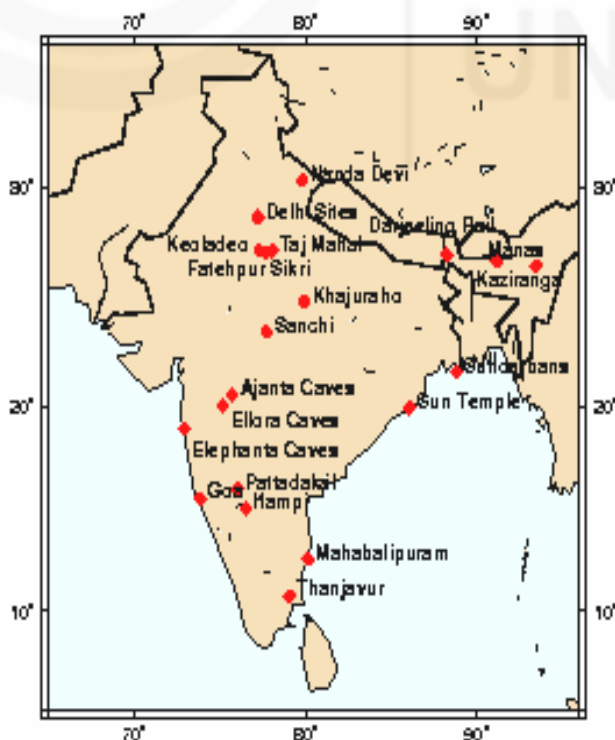 UN
70° 80° 90°
30° Nanda Devi 30°
Delhi Sites
Darjeeling Rail
Keoladeo Taj Mahal Manas
Fatehpur Sikri Kaziranga
Khajuraho
Sanchi
Sundarbans
Ajanta Caves
20° Sun Temple 20°
Ellora Caves
Elephanta Caves
Pattadakal
Goa
Hampi
Mahabalipuram
Thanjavur
10° 10°
70° 80° 90°